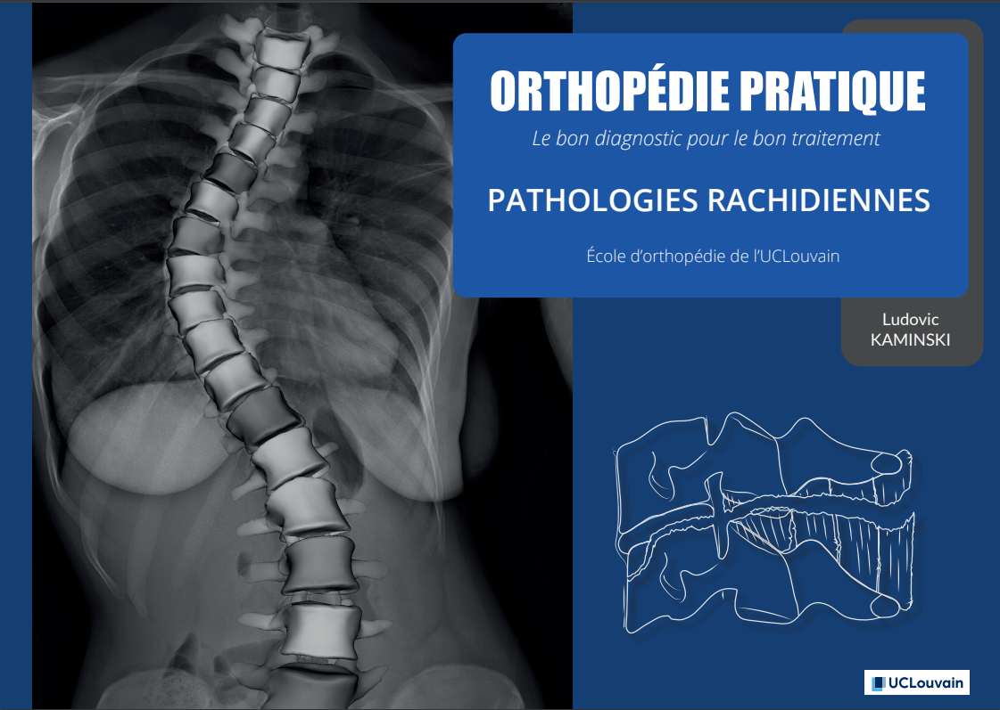 ORTHOPÉDIE PRATIQUE
Le bon diagnostic pour le bon traitement
PATHOLOGIES RACHIDIENNES
École d’orthopédie de l’UCLouvain
Ludovic
KAMINSKI
UCLouvain